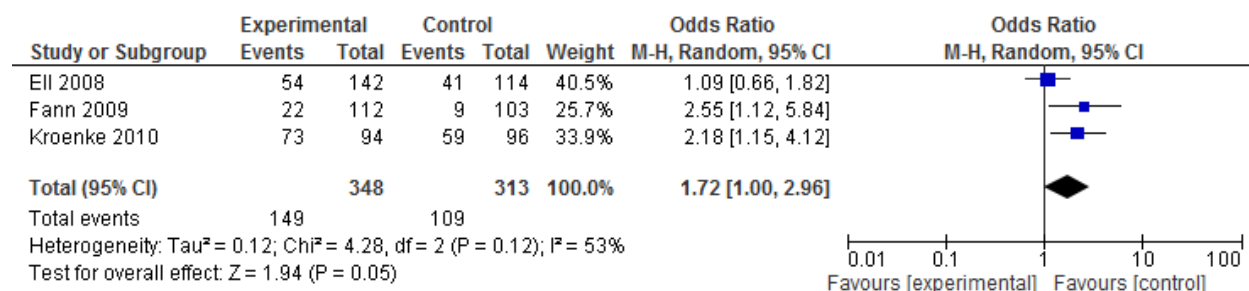 Experimental Control Odds Ratio Odds Ratio
Study or Subgroup Events Total Events Total Weight M-H, Random, 95% CI M-H, Random, 95% CI
Ell 2008 54 142 41 114 40.5% 1.09 [0.66, 1.82]
Fann 2009 22 112 9 103 25.7% 2.55 [1.12, 5.84]
Kroenke 2010 73 94 59 96 33.9% 2.18 [1.15, 4.12]
Total (95% CI) 348 313 100.0% 1.72 [1.00, 2.96]
Total events 149 109
Heterogeneity: Tau² = 0.12; Chi² = 4.28, df = 2 (P = 0.12); I² = 53%
Test for overall effect: Z = 1.94 (P = 0.05)
0.01 0.1 1 10 100
Favours [experimental] Favours [control]